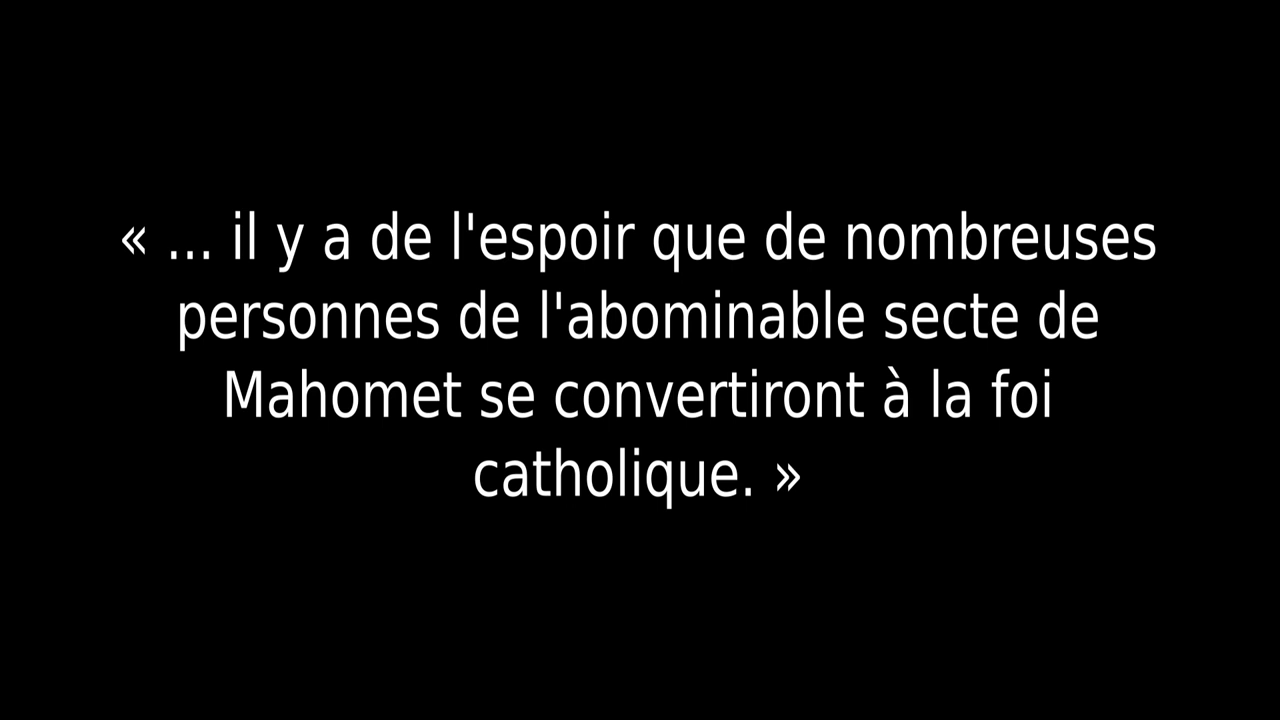 « ... il y a de l'espoir que de nombreuses
personnes de l'abominable secte de
Mahomet se convertiront à la foi
catholique. »